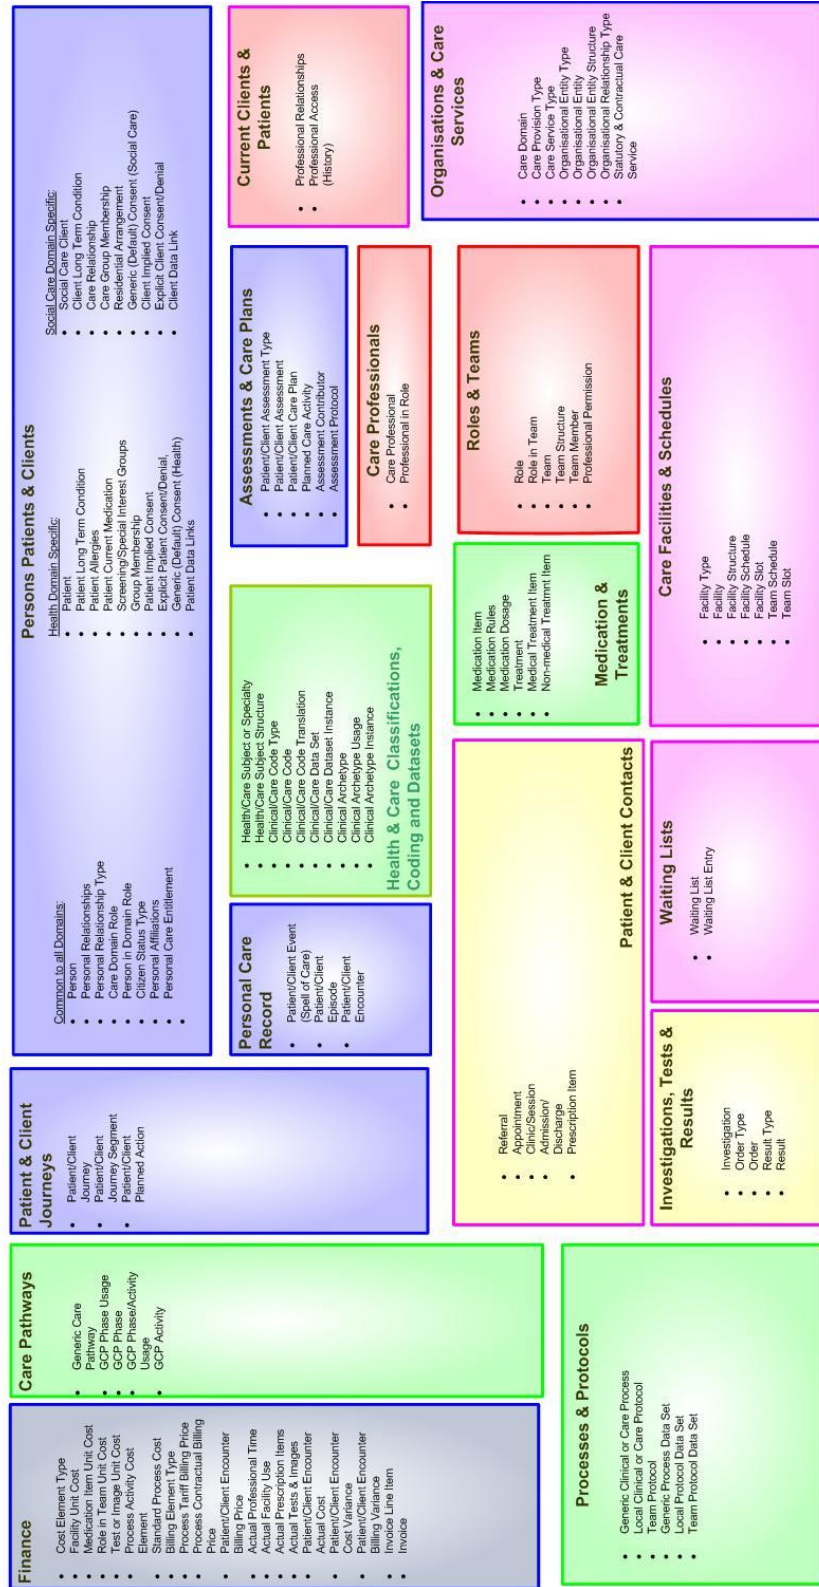 Finance
Cost Element Type
Facility Unit Cost
Medication Item Unit Cost
Role in Team Unit Cost
Test or Image Unit Cost
Process Activity Cost
Element
Standard Process Cost
Billing Element Type
Process Tariff Billing Price
Process Contractual Billing
Price
Patient/Client Encounter
Billing Price
Actual Professional Time
Actual Facility Use
Actual Prescription Items
Actual Tests & Images
Patient/Client Encounter
Actual Cost
Patient/Client Encounter
Cost Variance
Patient/Client Encounter
Billing Variance
Invoice Line Item
Invoice
Care Pathways
Generic Care
Pathway
GCP Phase Usage
GCP Phase
GCP Phase/Activity
Usage
GCP Activity
Patient & Client
Journeys
Patient/Client
Journey
Patient/Client
Journey Segment
Patient/Client
Planned Action
Persons Patients & Clients
Common to all Domains:
Person
Personal Relationships
Personal Relationship Type
Care Domain Role
Person in Domain Role
Citizen Status Type
Personal Affiliations
Personal Care Entitlement
Health Domain Specific:
Patient
Patient Long Term Condition
Patient Allergies
Patient Current Medication
Screening/Special Interest Groups
Group Membership
Patient Implied Consent
Explicit Patient Consent/Denial,
Generic (Default) Consent (Health)
Patient Data Links
Social Care Domain Specific:
Social Care Client
Client Long Term Condition
Care Relationship
Care Group Membership
Residential Arrangement
Generic (Default) Consent (Social Care)
Client Implied Consent
Explicit Client Consent/Denial
Client Data Link
Personal Care
Record
Patient/Client Event
(Spell of Care)
Patient/Client
Episode
Patient/Client
Encounter
Health/Care Subject or Specialty
Health/Care Subject Structure
Clinical/Care Code Type
Clinical/Care Code
Clinical/Care Code Translation
Clinical/Care Data Set
Clinical/Care Dataset Instance
Clinical Archetype
Clinical Archetype Usage
Clinical Archetype Instance
Health & Care Classifications,
Coding and Datasets
Assessments & Care Plans
Patient/Client Assessment Type
Patient/Client Assessment
Patient/Client Care Plan
Planned Care Activity
Assessment Contributor
Assessment Protocol
Care Professionals
Care Professional
Professional in Role
Current Clients &
Patients
Professional Relationships
Professional Access
(History)
Processes & Protocols
Generic Clinical or Care Process
Local Clinical or Care Protocol
Team Protocol
Generic Process Data Set
Local Protocol Data Set
Team Protocol Data Set
Referral
Appointment
Clinic/Session
Admission/
Discharge
Prescription Item
Patient & Client Contacts
Medication Item
Medication Rules
Medication Dosage
Treatment
Medical Treatment Item
Non-medical Treatmnt Item
Medication &
Treatments
Roles & Teams
Role
Role in Team
Team
Team Structure
Team Member
Professional Permission
Organisations & Care
Services
Care Domain
Care Provision Type
Care Service Type
Organisational Entity Type
Organisational Entity
Organisational Entity Structure
Organisational Relationship Type
Statutory & Contractual Care
Service
Investigations, Tests &
Results
Investigation
Order Type
Order
Result Type
Result
Waiting Lists
Waiting List
Waiting List Entry
Care Facilities & Schedules
Facility Type
Facility
Facility Structure
Facility Schedule
Facility Slot
Team Schedule
Team Slot